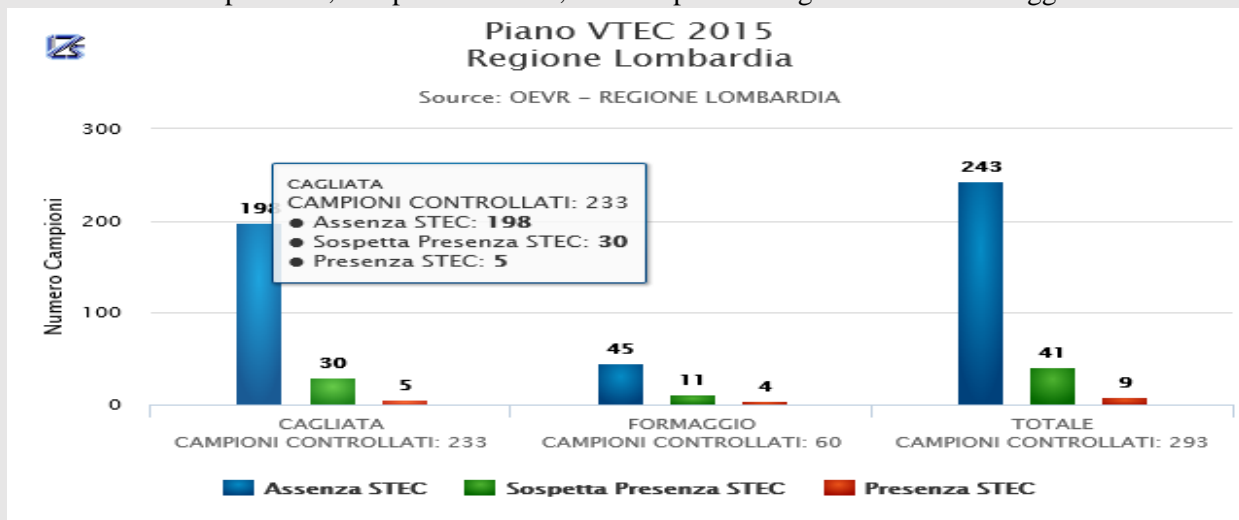 Piano VTEC 2015
Regione Lombardia
Source: OEVR – REGIONE LOMBARDIA
Numero Campioni
300
200
100
0
198
30
5
45
11
4
243
41
9
CAGLIATA
CAMPIONI CONTROLLATI: 233
● Assenza STEC: 198
● Sospetta Presenza STEC: 30
● Presenza STEC: 5
CAGLIATA
CAMPIONI CONTROLLATI: 233
FORMAGGIO
CAMPIONI CONTROLLATI: 60
TOTALE
CAMPIONI CONTROLLATI: 293
Assenza STEC
Sospetta Presenza STEC
Presenza STEC